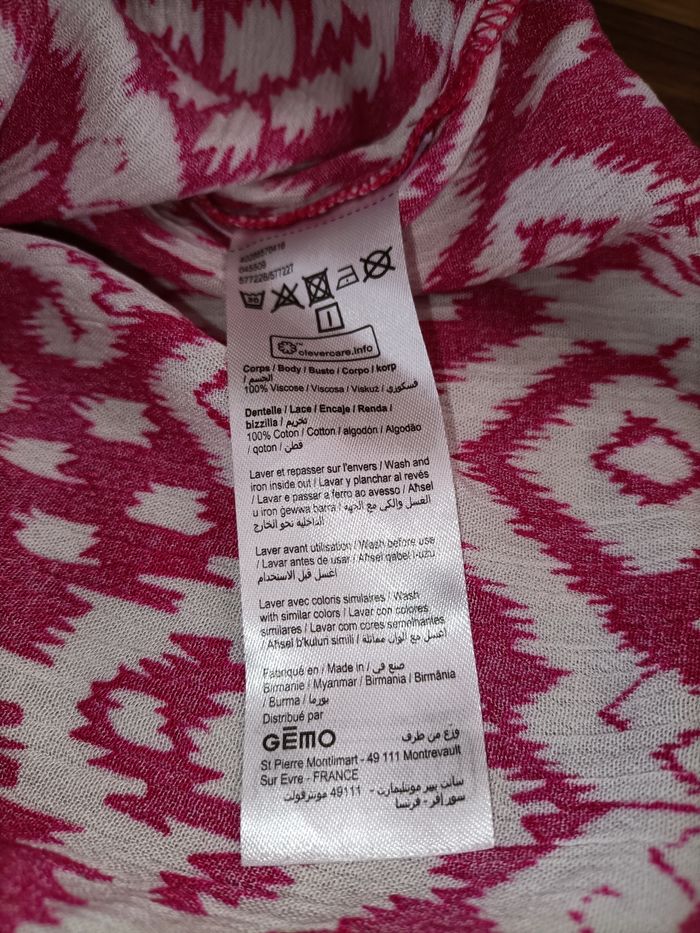 045509
577226/577227
30
clevercare.info
Corps / Body / Busto / Corpo / korp
/ الجسم
100% Viscose / Viscosa / Viskuż / فسكوزي
Dentelle / Lace / Encaje / Renda /
bizzilla / تخريم
100% Coton / Cotton / algodón / Algodão
/ qoton / قطن
Laver et repasser sur l'envers / Wash and
iron inside out / Lavar y planchar al revés
/ Lavar e passar a ferro ao avesso / Aħsel
u iron ġewwa barra / الغسل والكي مع الجهة
الداخلية نحو الخارج
Laver avant utilisation / Wash before use
/ Lavar antes de usar / Aħsel qabel l-użu
اغسل قبل الاستخدام
Laver avec coloris similaires / Wash
with similar colors / Lavar con colores
similares / Lavar com cores semelhantes
/ Aħsel b'kuluri simili / اغسل مع ألوان مماثلة
Fabriqué en / Made in / صنع في
Birmanie / Myanmar / Birmania / Birmânia
/ Burma / بورما
Distribué par
وزع من طرف
GĒMO
St Pierre Montlimart - 49 111 Montrevault
Sur Evre - FRANCE
سانت بيير مونتليمارت - 49111 مونترفولت
سور إفر - فرنسا